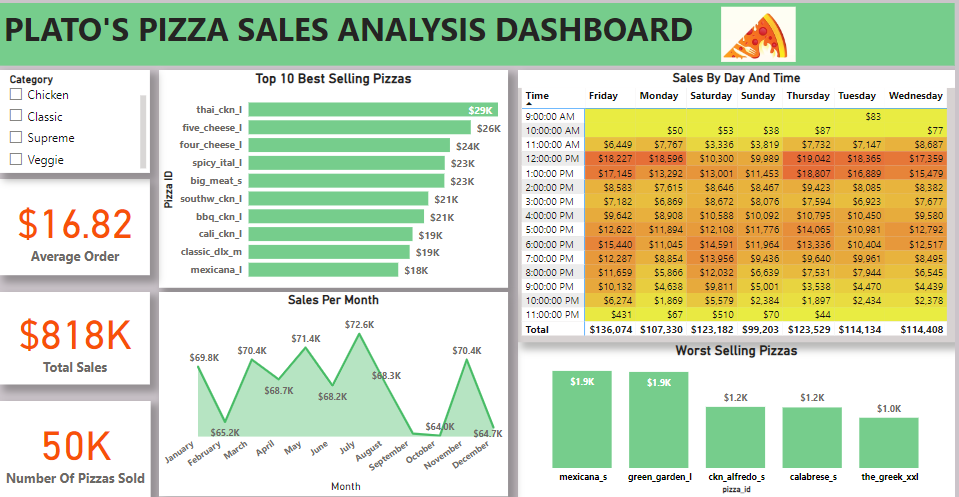 PLATO'S PIZZA SALES ANALYSIS DASHBOARD
Category
Chicken
Classic
Supreme
Veggie
$16.82
Average Order
$818K
Total Sales
50K
Number Of Pizzas Sold
Top 10 Best Selling Pizzas
Pizza ID
thai_ckn_l $29K
five_cheese_l $26K
four_cheese_l $24K
spicy_ital_l $23K
big_meat_s $23K
southw_ckn_l $21K
bbq_ckn_l $21K
cali_ckn_l $19K
classic_dlx_m $19K
mexicana_l $18K
Sales Per Month
$69.8K
$65.2K
$70.4K
$68.7K
$71.4K
$68.2K
$72.6K
$68.3K
$64.0K
$70.4K
$64.7K
January February March April May June July August September October November December
Month
Sales By Day And Time
Time Friday Monday Saturday Sunday Thursday Tuesday Wednesday
9:00:00 AM $83
10:00:00 AM $50 $53 $38 $87 $77
11:00:00 AM $6,449 $7,767 $3,336 $3,819 $7,732 $7,147 $8,687
12:00:00 PM $18,227 $18,596 $10,300 $9,989 $19,042 $18,365 $17,359
1:00:00 PM $17,145 $13,292 $13,001 $11,453 $18,807 $16,889 $15,479
2:00:00 PM $8,583 $7,615 $8,646 $8,467 $9,423 $8,085 $8,382
3:00:00 PM $7,182 $6,869 $8,672 $8,076 $7,594 $6,923 $7,677
4:00:00 PM $9,642 $8,908 $10,588 $10,092 $10,795 $10,450 $9,580
5:00:00 PM $12,622 $11,894 $12,108 $11,776 $14,065 $10,981 $12,792
6:00:00 PM $15,440 $11,045 $14,591 $11,964 $13,336 $10,404 $12,517
7:00:00 PM $12,287 $8,854 $13,956 $9,436 $9,640 $9,961 $8,495
8:00:00 PM $11,659 $5,866 $12,032 $6,639 $7,531 $7,944 $6,545
9:00:00 PM $10,132 $4,638 $9,811 $5,001 $3,538 $4,470 $4,439
10:00:00 PM $6,274 $1,869 $5,579 $2,384 $1,897 $2,434 $2,378
11:00:00 PM $431 $67 $510 $70 $44
Total $136,074 $107,330 $123,182 $99,203 $123,529 $114,134 $114,408
Worst Selling Pizzas
$1.9K $1.9K $1.2K $1.2K $1.0K
mexicana_s green_garden_l ckn_alfredo_s calabrese_s the_greek_xxl
pizza_id